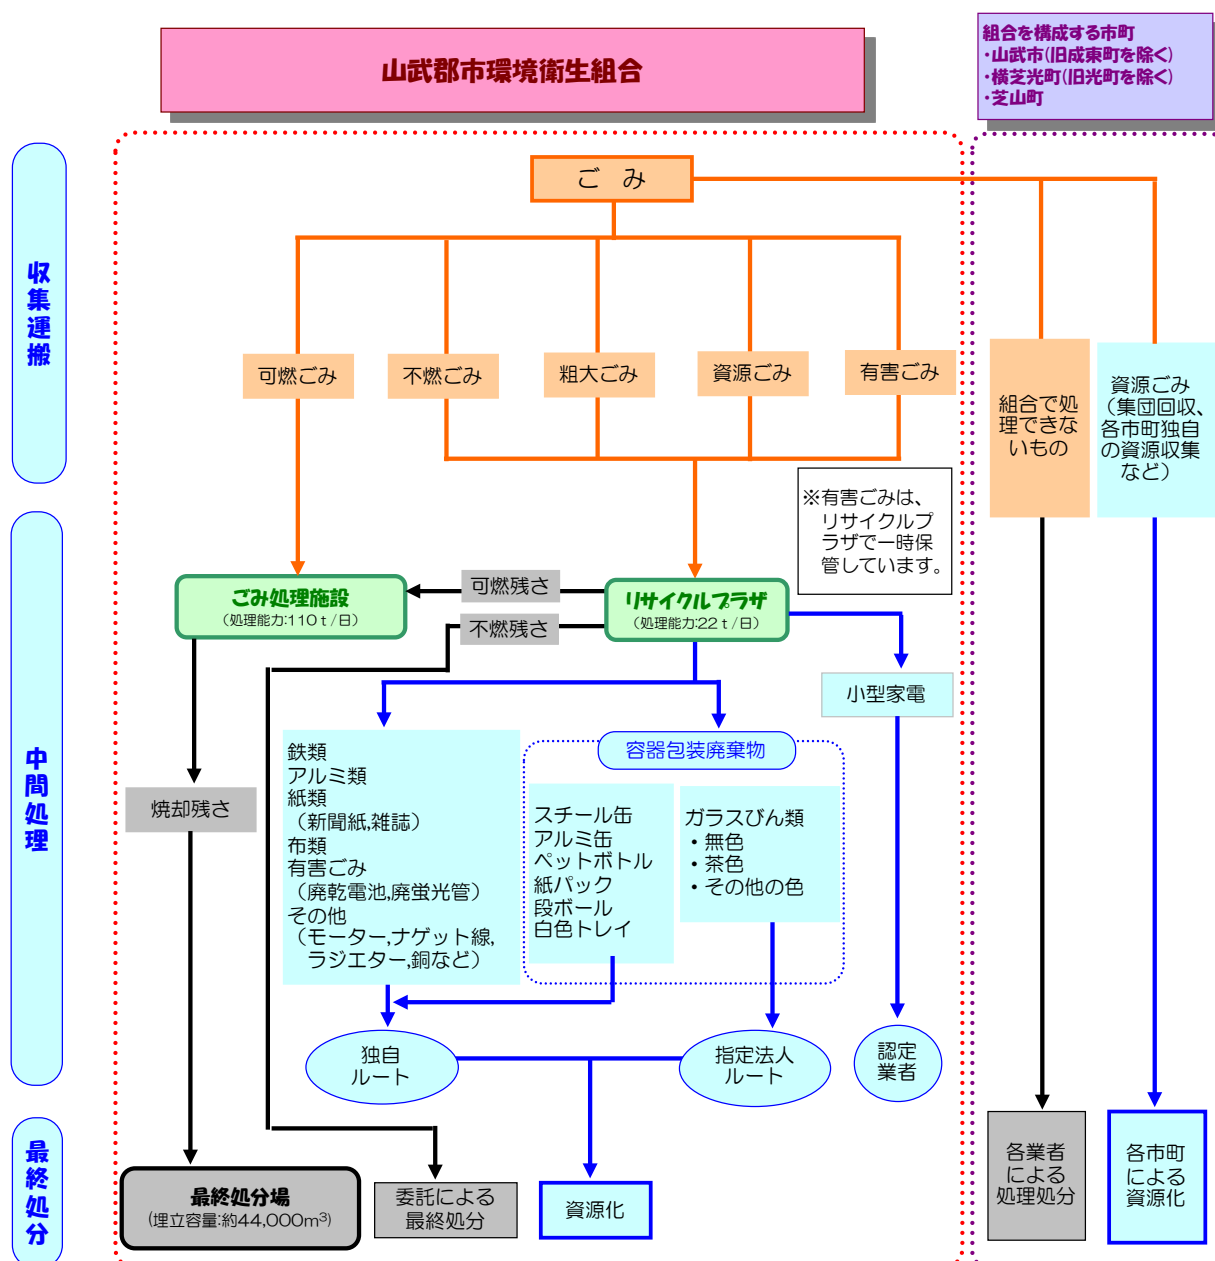 山武郡市環境衛生組合
組合を構成する市町
・山武市(旧成東町を除く)
・横芝光町(旧光町を除く)
・芝山町
収集運搬
ごみ
可燃ごみ
不燃ごみ
粗大ごみ
資源ごみ
有害ごみ
組合で処
理できな
いもの
資源ごみ
（集団回収、
各市町独自
の資源収集
など）
※有害ごみは、
リサイクルプ
ラザで一時保
管しています。
中間処理
ごみ処理施設
（処理能力:110ｔ/日）
可燃残さ
不燃残さ
リサイクルプラザ
（処理能力:22ｔ/日）
小型家電
焼却残さ
鉄類
アルミ類
紙類
（新聞紙,雑誌）
布類
有害ごみ
（廃乾電池,廃蛍光管）
その他
（モーター,ナゲット線,
ラジエター,銅など）
容器包装廃棄物
スチール缶
アルミ缶
ペットボトル
紙パック
段ボール
白色トレイ
ガラスびん類
・無色
・茶色
・その他の色
独自
ルート
指定法人
ルート
認定
業者
最終処分
最終処分場
(埋立容量:約44,000m³)
委託による
最終処分
資源化
各業者
による
処理処分
各市町
による
資源化